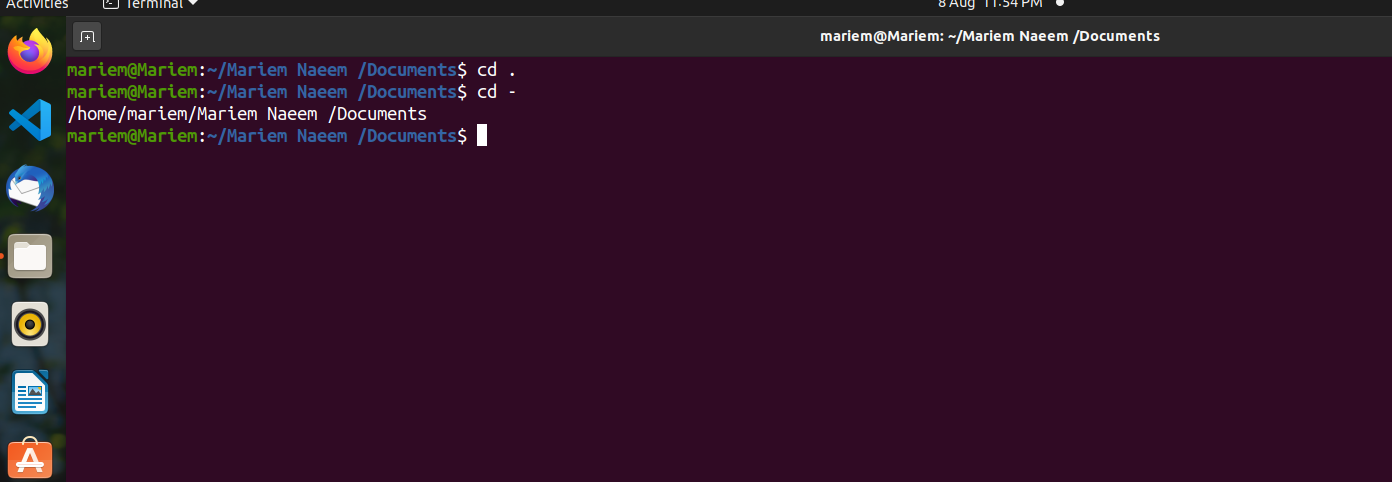 Activities Terminal 8 Aug 11:54 PM
mariem@Mariem: ~/Mariem Naeem /Documents
mariem@Mariem:~/Mariem Naeem /Documents$ cd .
mariem@Mariem:~/Mariem Naeem /Documents$ cd -
/home/mariem/Mariem Naeem /Documents
mariem@Mariem:~/Mariem Naeem /Documents$